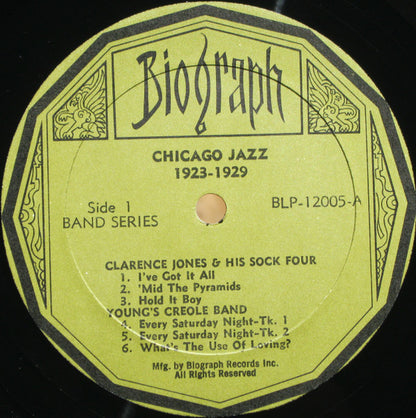 Biograph
CHICAGO JAZZ
1923-1929
Side 1
BAND SERIES
BLP-12005-A
CLARENCE JONES & HIS SOCK FOUR
1. I've Got It All
2. 'Mid The Pyramids
3. Hold It Boy
YOUNG'S CREOLE BAND
4. Every Saturday Night-Tk. 1
5. Every Saturday Night-Tk. 2
6. What's The Use Of Loving?
Mfg. by Biograph Records Inc.
All Rights Reserved